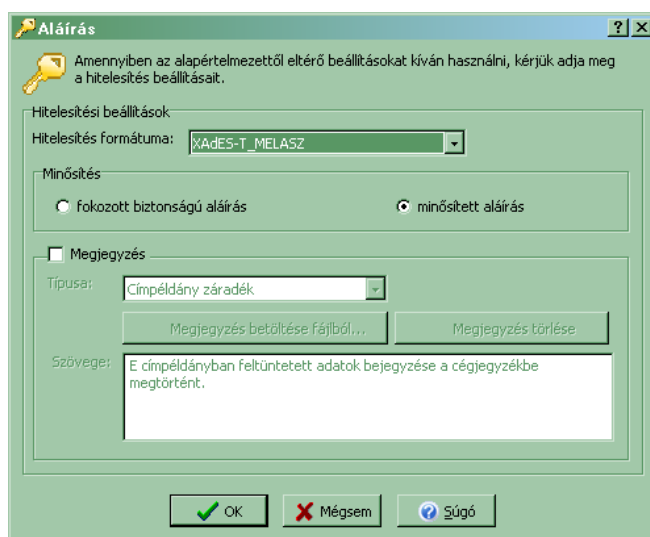 Aláírás
Amennyiben az alapértelmezettől eltérő beállításokat kíván használni, kérjük adja meg
a hitelesítés beállításait.
Hitelesítési beállítások
Hitelesítés formátuma:
XAdES-T_MELASZ
Minősítés
fokozott biztonságú aláírás
minősített aláírás
Megjegyzés
Típusa:
Címpéldány záradék
Megjegyzés betöltése fájlból...
Megjegyzés törlése
Szövege:
E címpéldányban feltüntetett adatok bejegyzése a cégjegyzékbe
megtörtént.
OK
Mégsem
Súgó